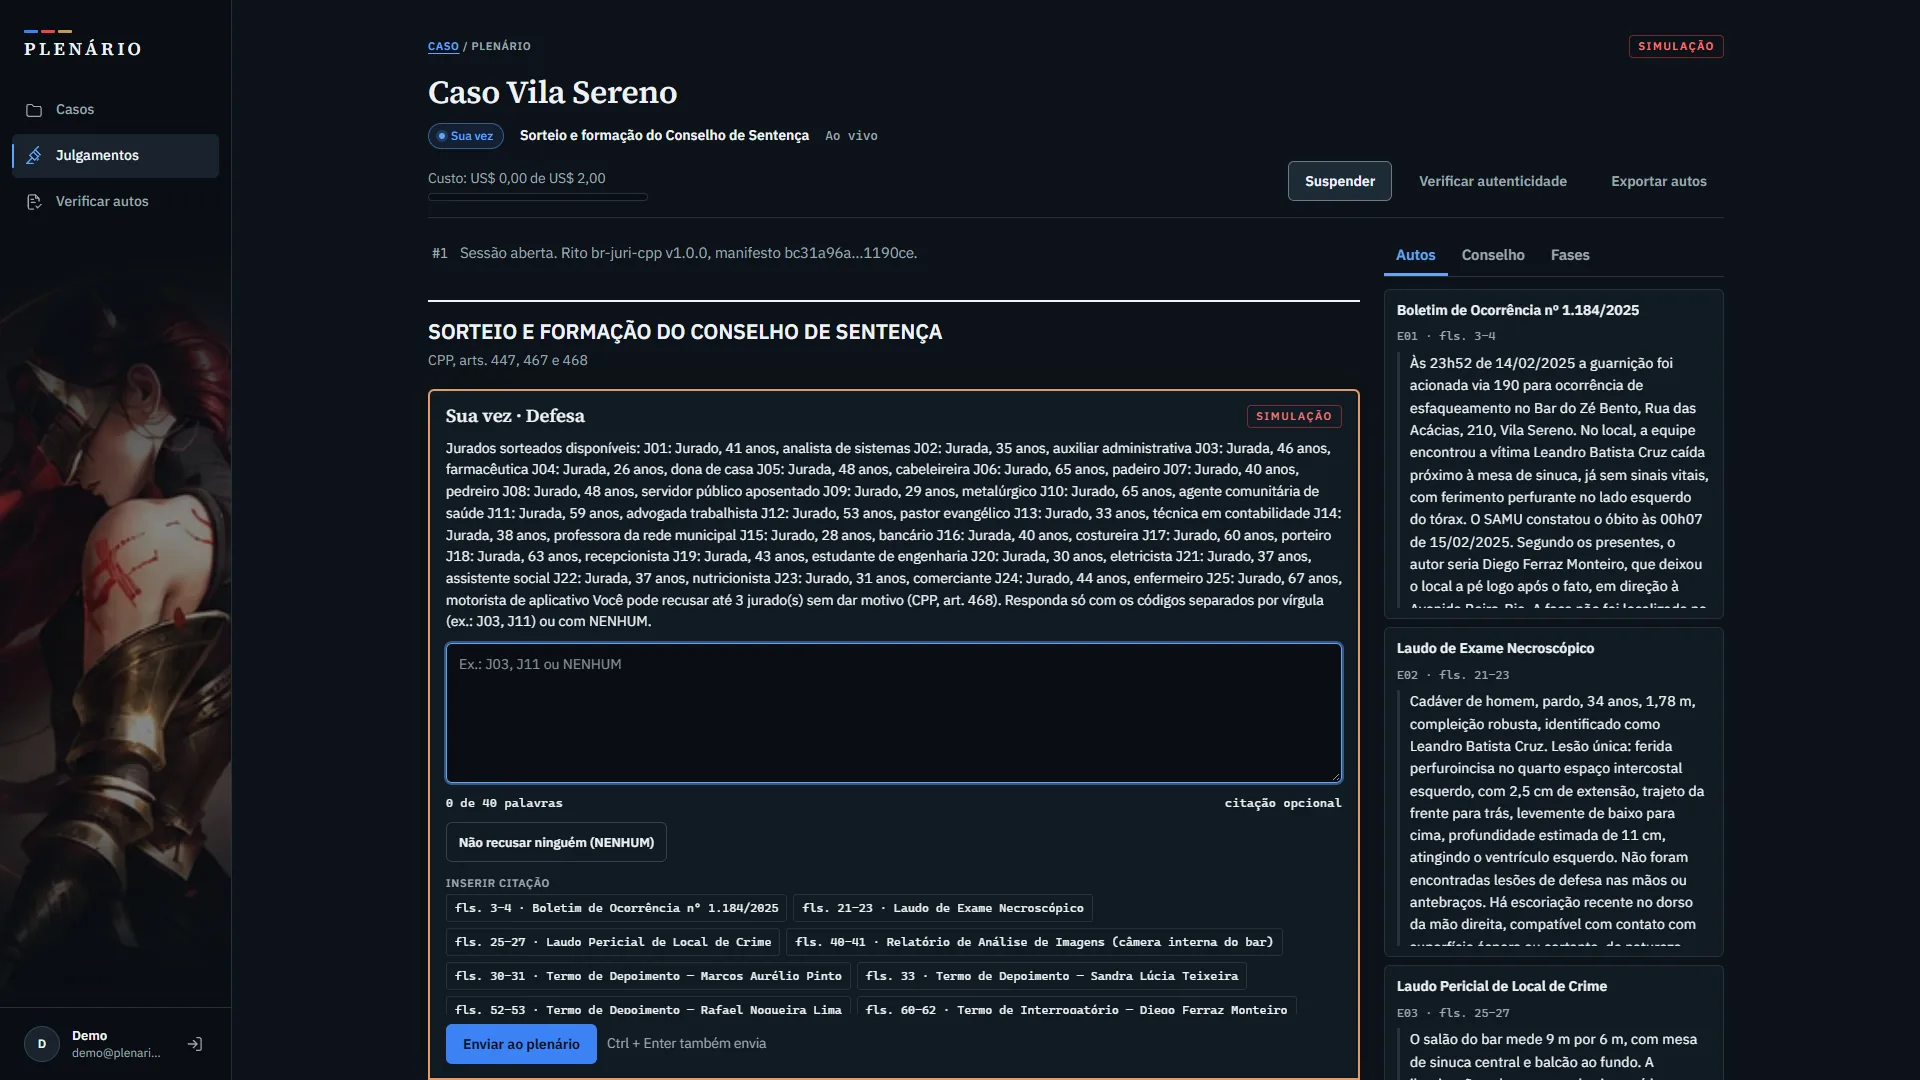 PLENÁRIO
Casos
Julgamentos
Verificar autos
Demo
D
demo@plenari...
CASO / PLENÁRIO
SIMULAÇÃO
Caso Vila Sereno
Sua vez
Sorteio e formação do Conselho de Sentença
Ao vivo
Custo: US$ 0,00 de US$ 2,00
Suspender
Verificar autenticidade
Exportar autos
#1 Sessão aberta. Rito br-juri-cpp v1.0.0, manifesto bc31a96a…1190ce.
SORTEIO E FORMAÇÃO DO CONSELHO DE SENTENÇA
CPP, arts. 447, 467 e 468
Sua vez · Defesa
SIMULAÇÃO
Jurados sorteados disponíveis: J01: Jurado, 41 anos, analista de sistemas J02: Jurada, 35 anos, auxiliar administrativa J03: Jurada, 46 anos,
farmacêutica J04: Jurada, 26 anos, dona de casa J05: Jurada, 48 anos, cabeleireira J06: Jurado, 65 anos, padeiro J07: Jurado, 40 anos,
pedreiro J08: Jurado, 48 anos, servidor público aposentado J09: Jurado, 29 anos, metalúrgico J10: Jurado, 65 anos, agente comunitária de
saúde J11: Jurada, 59 anos, advogada trabalhista J12: Jurado, 53 anos, pastor evangélico J13: Jurado, 33 anos, técnica em contabilidade J14:
Jurada, 38 anos, professora da rede municipal J15: Jurado, 28 anos, bancário J16: Jurada, 40 anos, costureira J17: Jurado, 60 anos, porteiro
J18: Jurada, 63 anos, recepcionista J19: Jurada, 43 anos, estudante de engenharia J20: Jurada, 30 anos, eletricista J21: Jurado, 37 anos,
assistente social J22: Jurada, 37 anos, nutricionista J23: Jurado, 31 anos, comerciante J24: Jurado, 44 anos, enfermeiro J25: Jurado, 67 anos,
motorista de aplicativo Você pode recusar até 3 jurado(s) sem dar motivo (CPP, art. 468). Responda só com os códigos separados por vírgula
(ex.: J03, J11) ou com NENHUM.
Ex.: J03, J11 ou NENHUM
0 de 40 palavras
citação opcional
Não recusar ninguém (NENHUM)
INSERIR CITAÇÃO
fls. 3–4 · Boletim de Ocorrência nº 1.184/2025
fls. 21–23 · Laudo de Exame Necroscópico
fls. 25–27 · Laudo Pericial de Local de Crime
fls. 40–41 · Relatório de Análise de Imagens (câmera interna do bar)
fls. 30–31 · Termo de Depoimento — Marcos Aurélio Pinto
fls. 33 · Termo de Depoimento — Sandra Lúcia Teixeira
fls. 52–53 · Termo de Depoimento — Rafael Nogueira Lima
fls. 60–62 · Termo de Interrogatório — Diego Ferraz Monteiro
Enviar ao plenário
Ctrl + Enter também envia
Autos
Conselho
Fases
Boletim de Ocorrência nº 1.184/2025
E01 · fls. 3–4
Às 23h52 de 14/02/2025 a guarnição foi
acionada via 190 para ocorrência de
esfaqueamento no Bar do Zé Bento, Rua das
Acácias, 210, Vila Sereno. No local, a equipe
encontrou a vítima Leandro Batista Cruz caída
próximo à mesa de sinuca, já sem sinais vitais,
com ferimento perfurante no lado esquerdo
do tórax. O SAMU constatou o óbito às 00h07
de 15/02/2025. Segundo os presentes, o
autor seria Diego Ferraz Monteiro, que deixou
o local a pé logo após o fato, em direção à
Laudo de Exame Necroscópico
E02 · fls. 21–23
Cadáver de homem, pardo, 34 anos, 1,78 m,
compleição robusta, identificado como
Leandro Batista Cruz. Lesão única: ferida
perfuroincisa no quarto espaço intercostal
esquerdo, com 2,5 cm de extensão, trajeto da
frente para trás, levemente de baixo para
cima, profundidade estimada de 11 cm,
atingindo o ventrículo esquerdo. Não foram
encontradas lesões de defesa nas mãos ou
antebraços. Há escoriação recente no dorso
da mão direita, compatível com contato com
Laudo Pericial de Local de Crime
E03 · fls. 25–27
O salão do bar mede 9 m por 6 m, com mesa
de sinuca central e balcão ao fundo. A